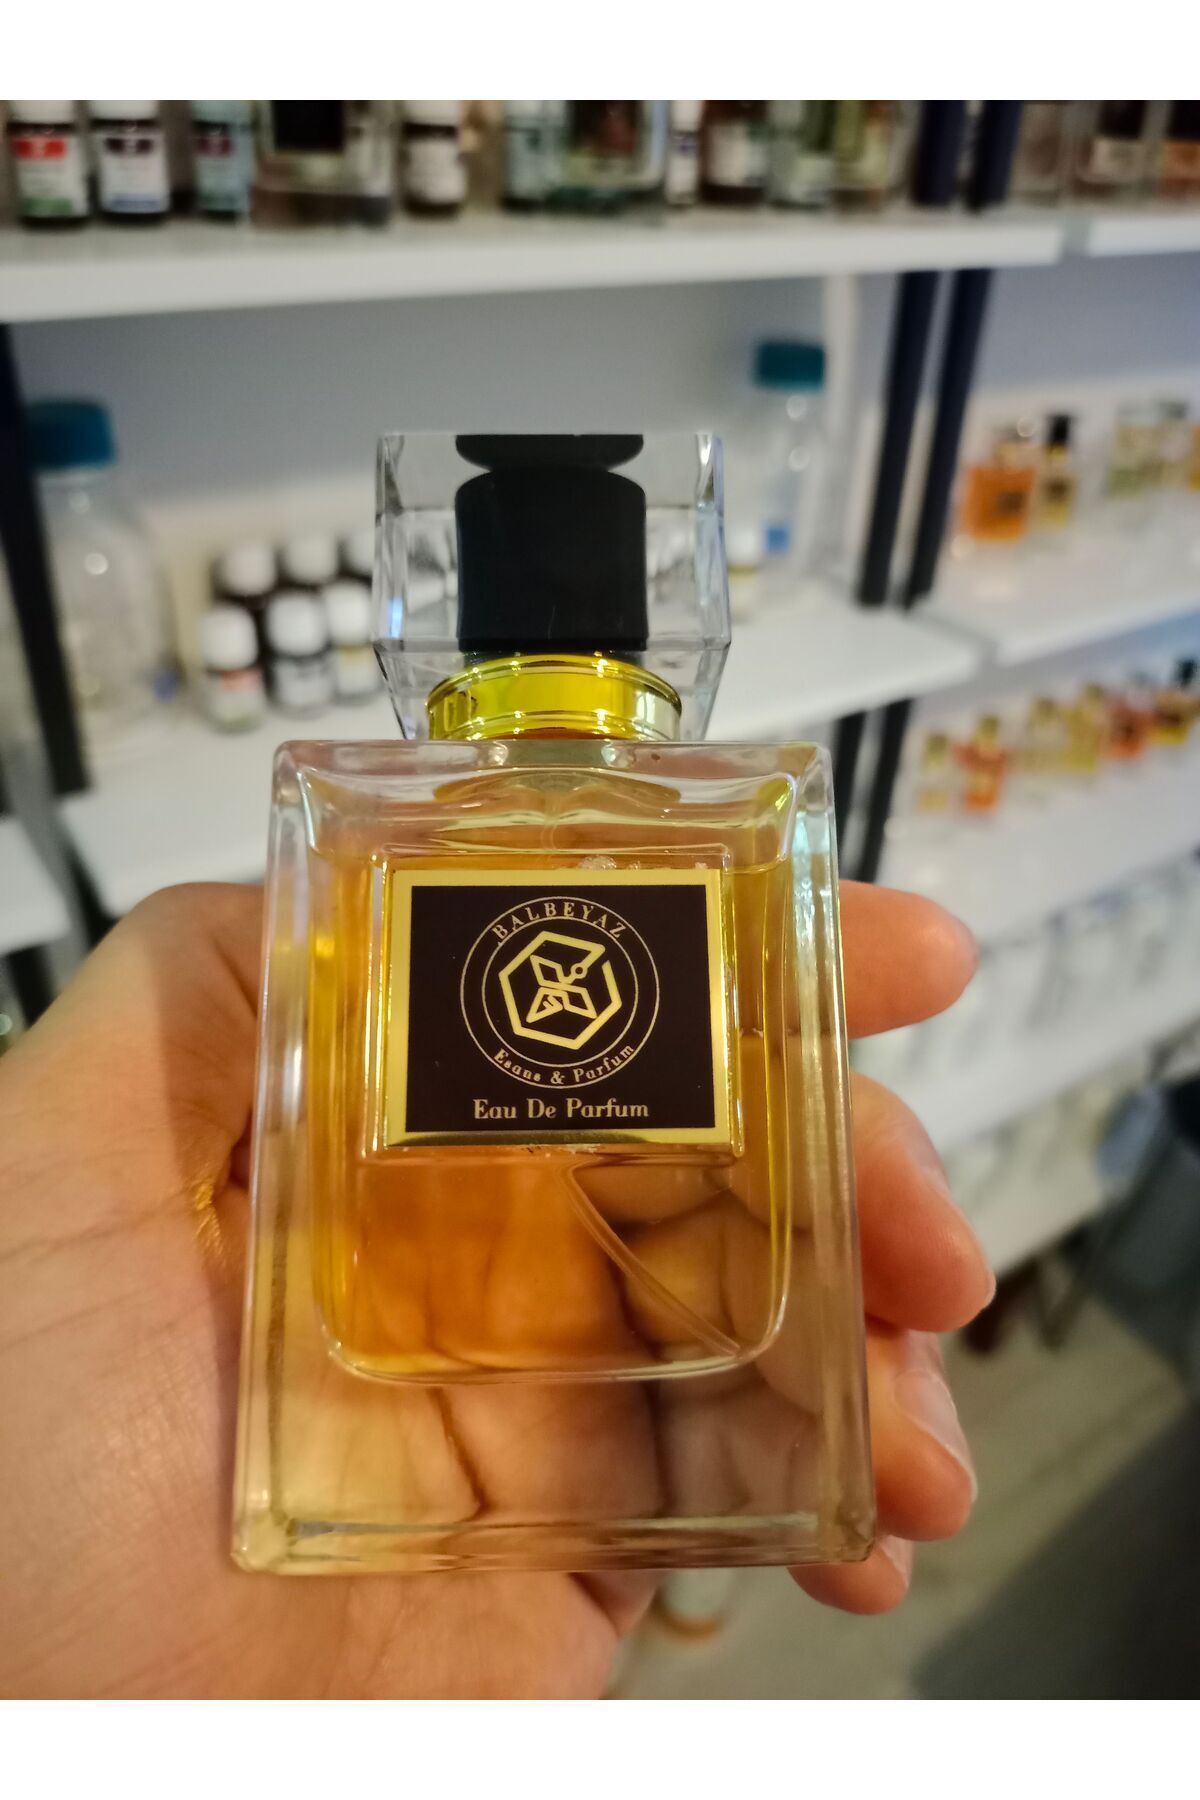 BALBEYAZ
Esans & Parfum
Eau De Parfum